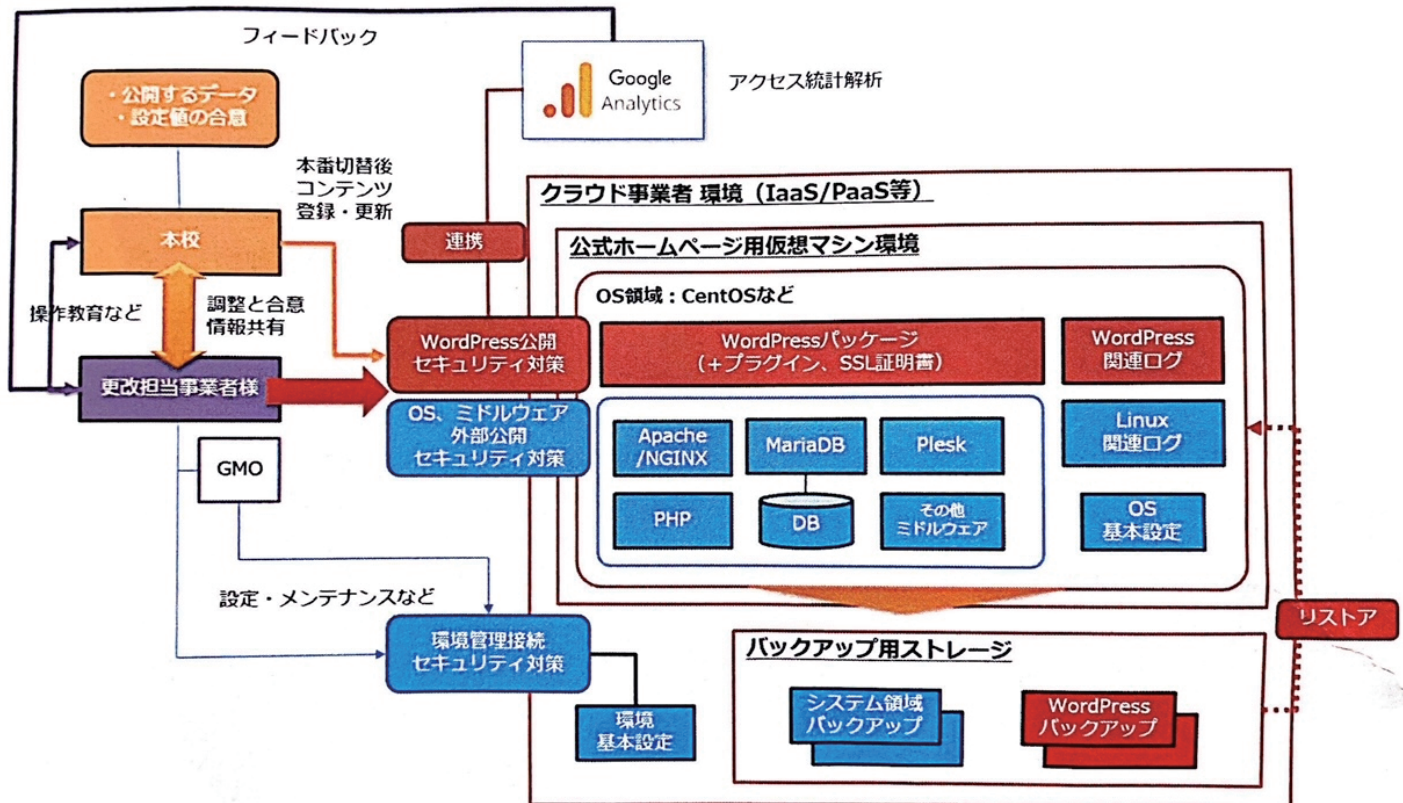 フィードバック
Google
Analytics
アクセス統計解析
・公開するデータ
・設定値の合意
本番切替後
コンテンツ
登録・更新
クラウド事業者 環境（IaaS/PaaS等）
本校
連携
公式ホームページ用仮想マシン環境
OS領域：CentOSなど
操作教育など
調整と合意
情報共有
WordPress公開
セキュリティ対策
WordPressパッケージ
（+プラグイン、SSL証明書）
WordPress
関連ログ
更改担当事業者様
OS、ミドルウェア
外部公開
セキュリティ対策
Apache
/NGINX
MariaDB
Plesk
Linux
関連ログ
GMO
PHP
DB
その他
ミドルウェア
OS
基本設定
設定・メンテナンスなど
リストア
環境管理接続
セキュリティ対策
バックアップ用ストレージ
環境
基本設定
システム領域
バックアップ
WordPress
バックアップ